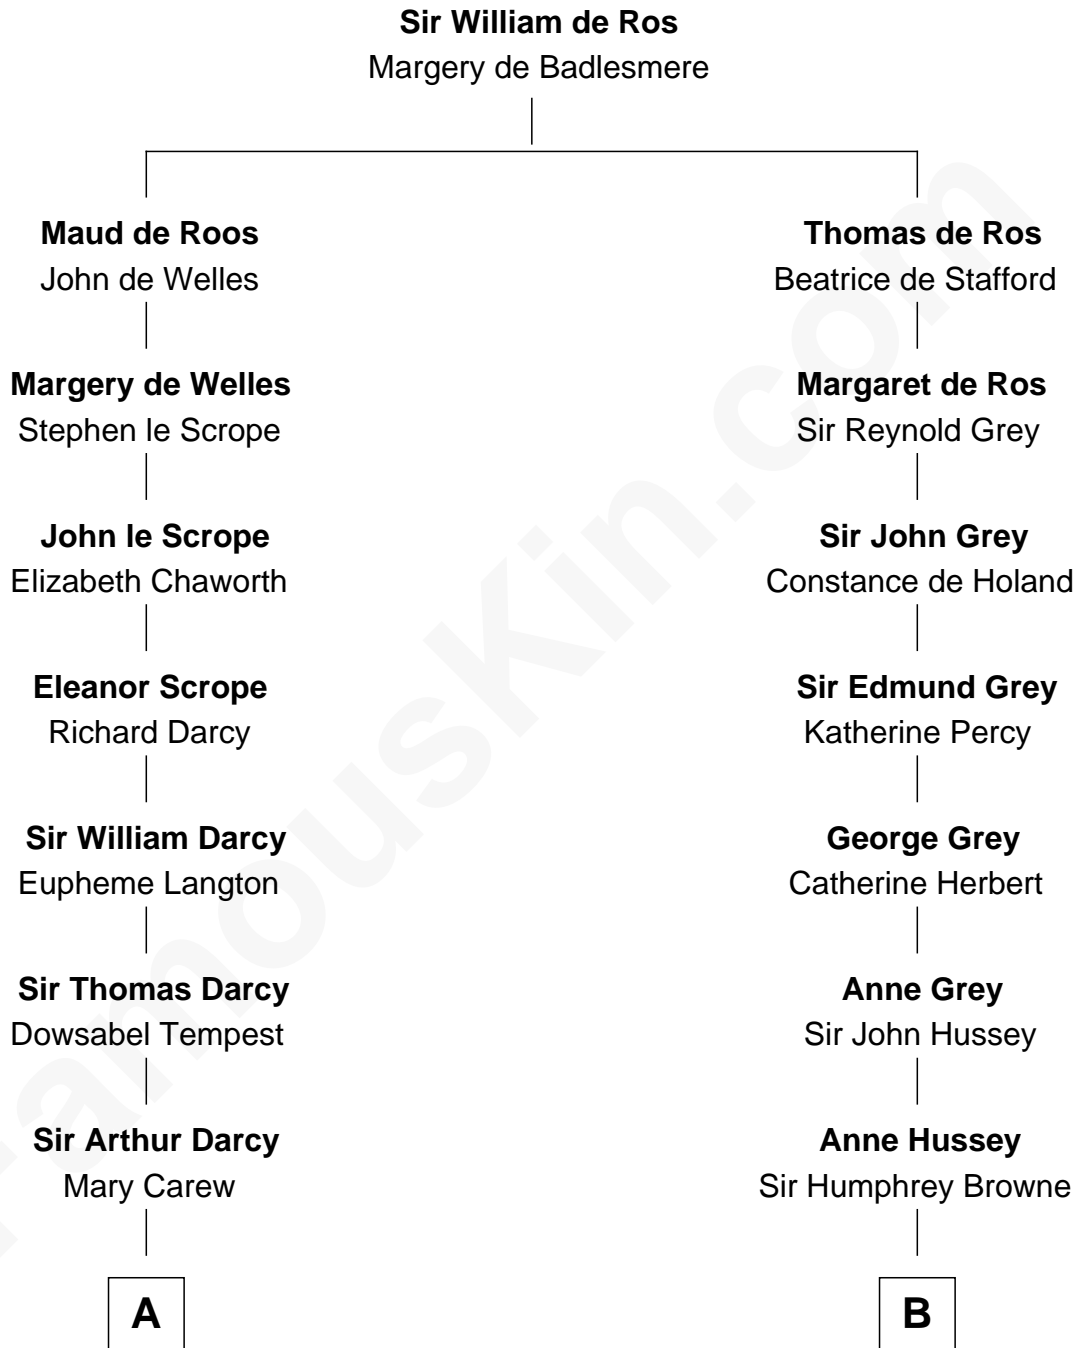 Sir William de Ros
Margery de Badlesmere
Maud de Roos
John de Welles
Thomas de Ros
Beatrice de Stafford
Margery de Welles
Stephen le Scrope
Margaret de Ros
Sir Reynold Grey
John le Scrope
Elizabeth Chaworth
Sir John Grey
Constance de Holand
Eleanor Scrope
Richard Darcy
Sir Edmund Grey
Katherine Percy
Sir William Darcy
Eupheme Langton
George Grey
Catherine Herbert
Sir Thomas Darcy
Dowsabel Tempest
Anne Grey
Sir John Hussey
Sir Arthur Darcy
Mary Carew
Anne Hussey
Sir Humphrey Browne
A
B
FamousKin.com